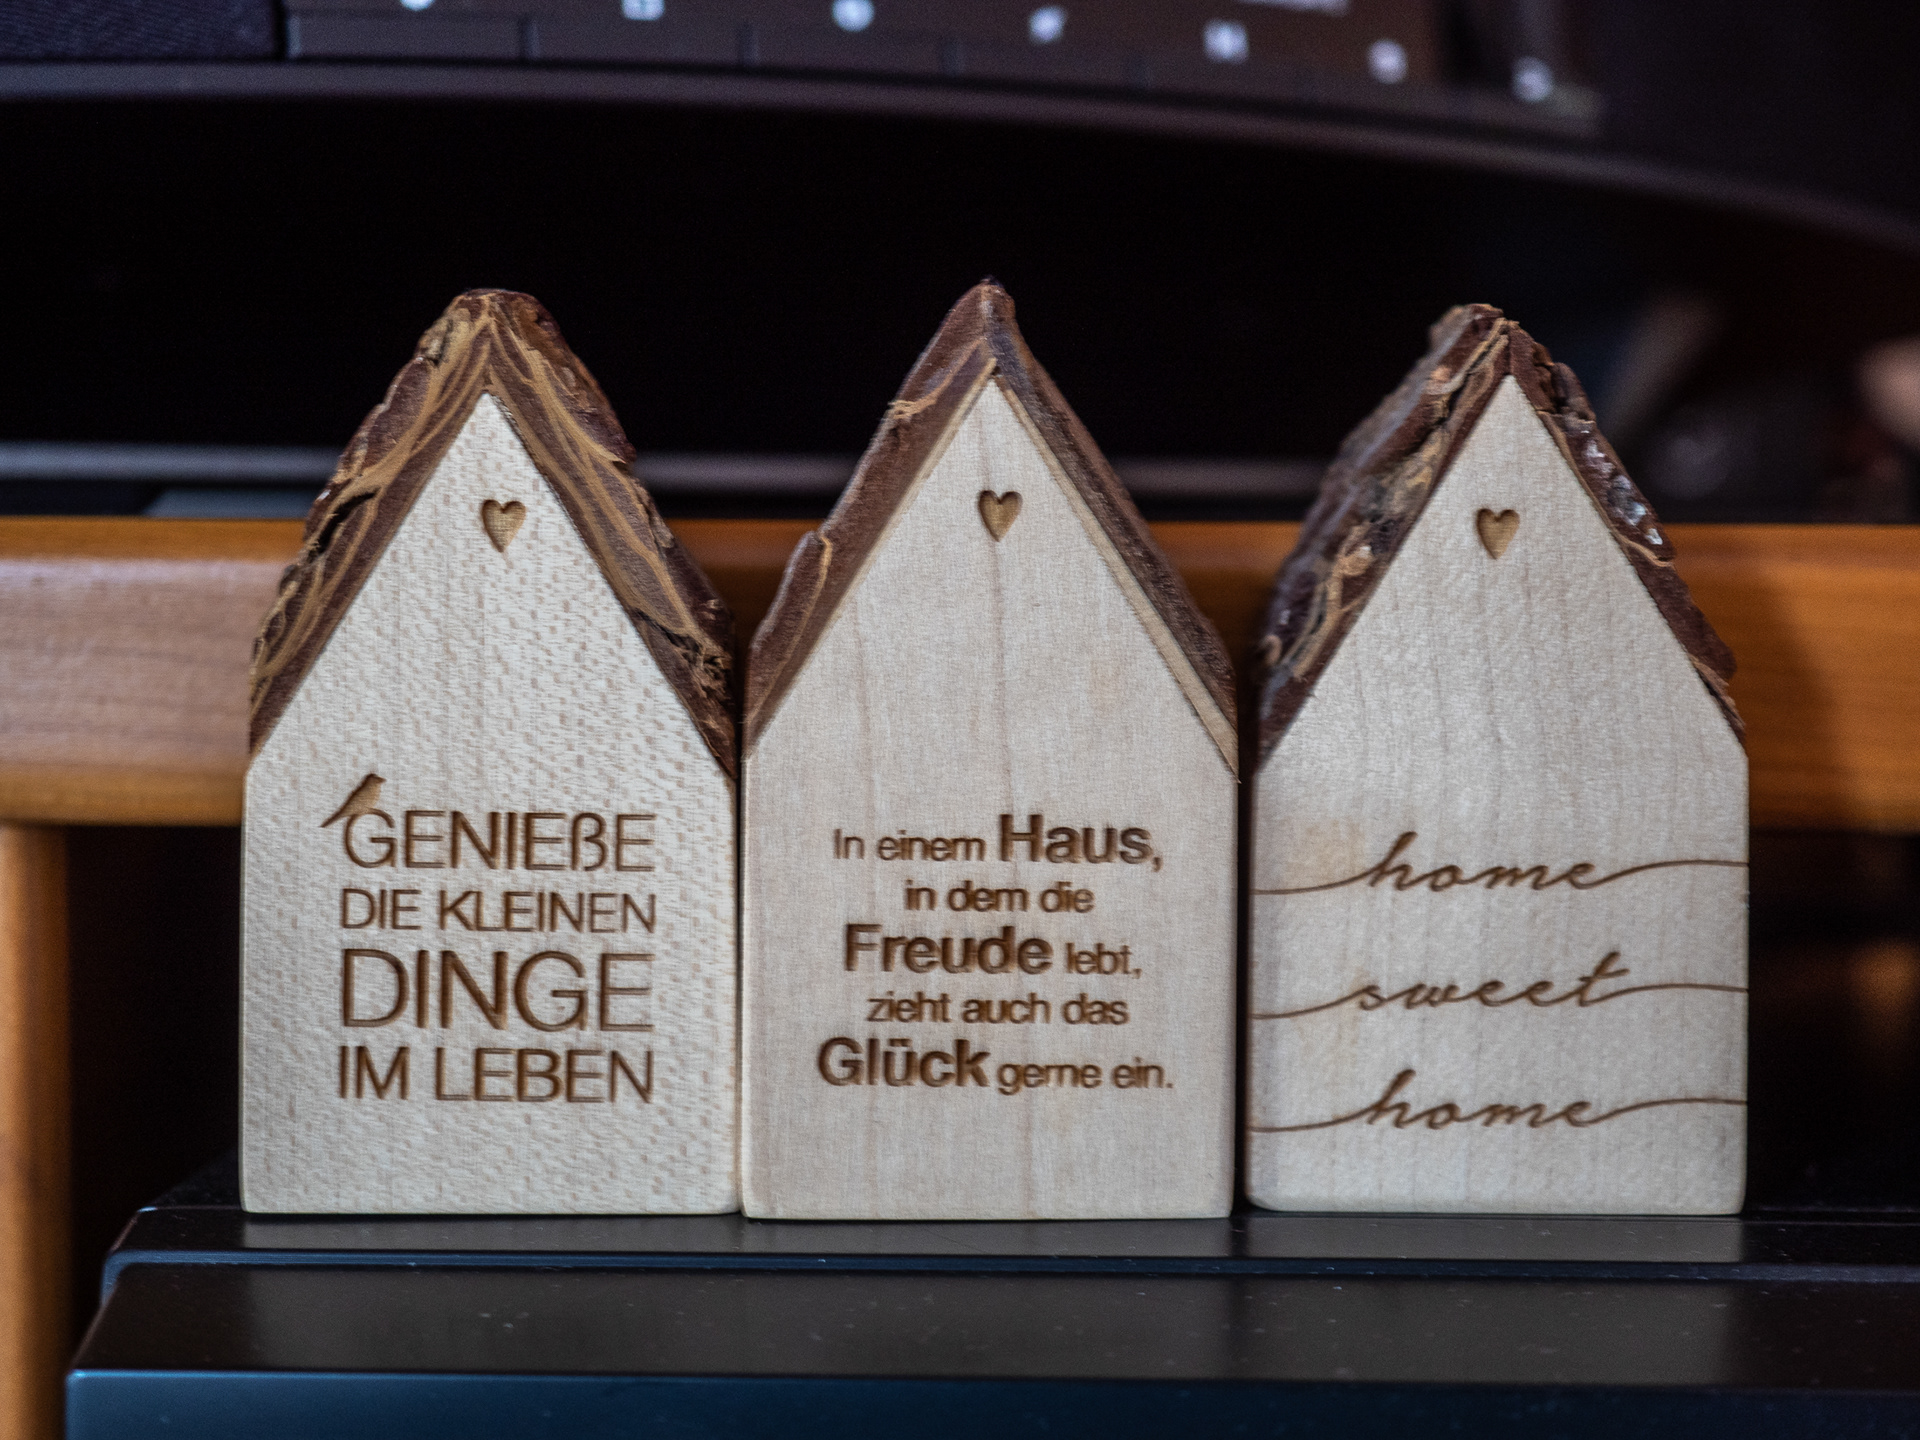 GENIEßE
DIE KLEINEN
DINGE
IM LEBEN
In einem Haus,
in dem die
Freude lebt,
zieht auch das
Glück gerne ein.
home
sweet
home